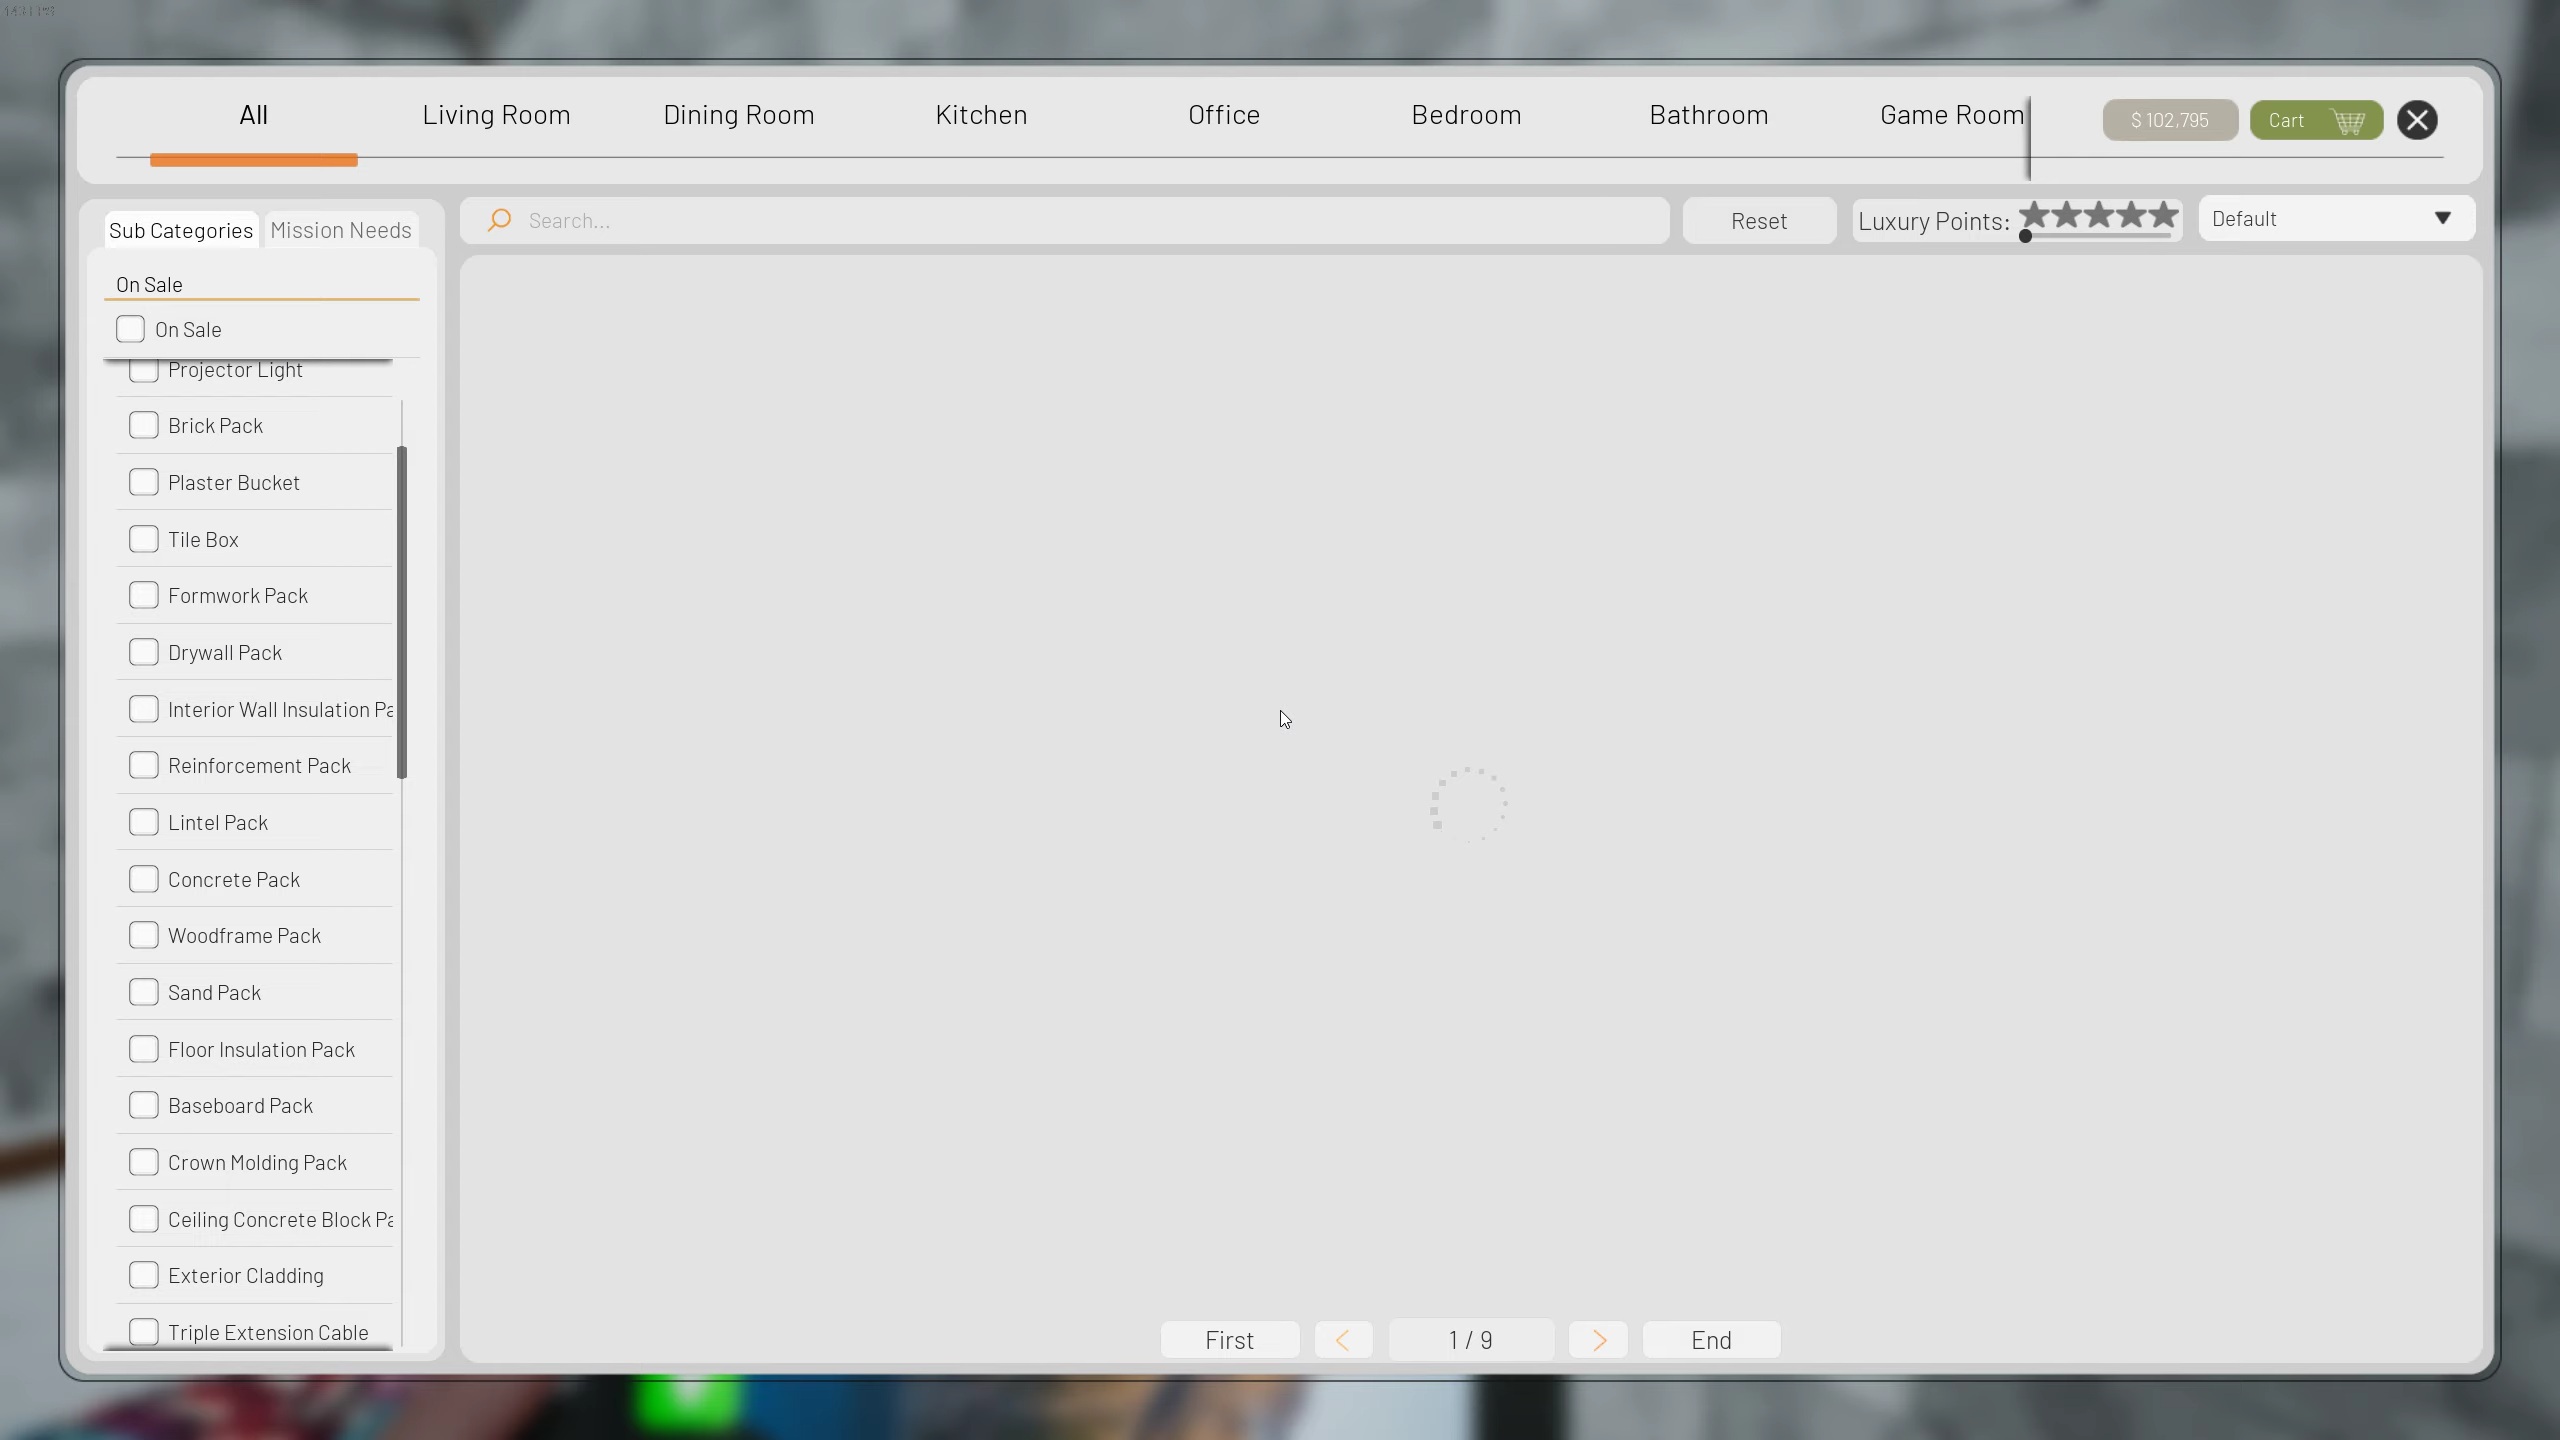 All
Living Room
Dining Room
Kitchen
Office
Bedroom
Bathroom
Game Room
$ 102,795
Cart
Sub Categories
Mission Needs
Search...
Reset
Luxury Points:
Default
On Sale
On Sale
Projector Light
Brick Pack
Plaster Bucket
Tile Box
Formwork Pack
Drywall Pack
Interior Wall Insulation Pa
Reinforcement Pack
Lintel Pack
Concrete Pack
Woodframe Pack
Sand Pack
Floor Insulation Pack
Baseboard Pack
Crown Molding Pack
Ceiling Concrete Block Pa
Exterior Cladding
Triple Extension Cable
First
1 / 9
End